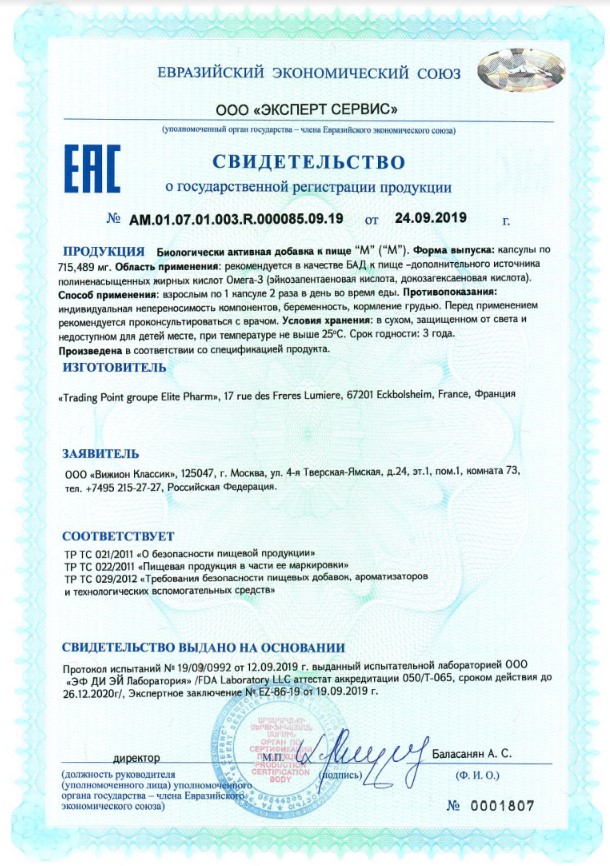 ЕВРАЗИЙСКИЙ ЭКОНОМИЧЕСКИЙ СОЮЗ
ООО «ЭКСПЕРТ СЕРВИС»
(уполномоченный орган государства – члена Евразийского экономического союза)
ЕАС
СВИДЕТЕЛЬСТВО
о государственной регистрации продукции
№ AM.01.07.01.003.R.000085.09.19 от 24.09.2019 г.
ПРОДУКЦИЯ Биологически активная добавка к пище "М" ("М"). Форма выпуска: капсулы по
715,489 мг. Область применения: рекомендуется в качестве БАД к пище –дополнительного источника
полиненасыщенных жирных кислот Омега-3 (эйкозапентаеновая кислота, докозагексаеновая кислота).
Способ применения: взрослым по 1 капсуле 2 раза в день во время еды. Противопоказания:
индивидуальная непереносимость компонентов, беременность, кормление грудью. Перед применением
рекомендуется проконсультироваться с врачом. Условия хранения: в сухом, защищенном от света и
недоступном для детей месте, при температуре не выше 25°С. Срок годности: 3 года.
Произведена в соответствии со спецификацией продукта.
ИЗГОТОВИТЕЛЬ
«Trading Point groupe Elite Pharm», 17 rue des Freres Lumiere, 67201 Eckbolsheim, France, Франция
ЗАЯВИТЕЛЬ
ООО «Вижион Классик», 125047, г. Москва, ул. 4-я Тверская-Ямская, д.24, эт.1, пом.1, комната 73,
тел. +7495 215-27-27, Российская Федерация.
СООТВЕТСТВУЕТ
ТР ТС 021/2011 «О безопасности пищевой продукции»
ТР ТС 022/2011 «Пищевая продукция в части ее маркировки»
ТР ТС 029/2012 «Требования безопасности пищевых добавок, ароматизаторов
и технологических вспомогательных средств»
СВИДЕТЕЛЬСТВО ВЫДАНО НА ОСНОВАНИИ
Протокол испытаний № 19/09/0992 от 12.09.2019 г. выданный испытательной лабораторией ООО
«ЭФ ДИ ЭЙ Лаборатория» /FDA Laboratory LLC аттестат аккредитации 050/Т-065, сроком действия до
26.12.2020г/, Экспертное заключение № EZ-86-19 от 19.09.2019 г.
ОРГАН ПО
PRODUCTION
CERTIFICATION
BODY
директор М.П. Баласанян А. С.
(должность руководителя (подпись) (Ф. И. О.)
(уполномоченного лица) уполномоченного
органа государства – члена Евразийского
экономического союза)
№ 0001807